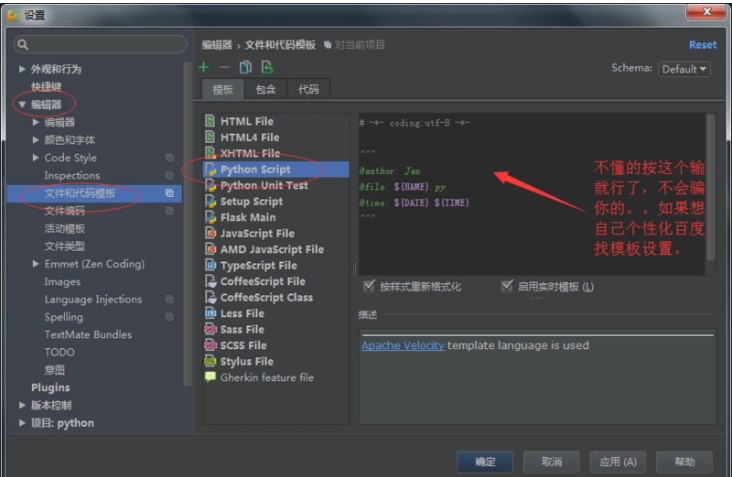 设置
编辑器 › 文件和代码模板 对当前项目
Reset
Schema: Default
外观和行为
快捷键
编辑器
编辑器
颜色和字体
Code Style
Inspections
文件和代码模板
文件编码
活动模板
文件类型
Emmet (Zen Coding)
Images
Language Injections
Spelling
TextMate Bundles
TODO
意图
Plugins
版本控制
项目: python
模板 包含 代码
HTML File
HTML4 File
XHTML File
Python Script
Python Unit Test
Setup Script
Flask Main
JavaScript File
AMD JavaScript File
TypeScript File
CoffeeScript File
CoffeeScript Class
Less File
Sass File
SCSS File
Stylus File
Gherkin feature file
# -*- coding:utf-8 -*-
"""
@author: Jan
@file: ${NAME}.py
@time: ${DATE} ${TIME}
"""
不懂的按这个输
就行了，不会骗
你的。。如果想
自己个性化百度
找模板设置。
按样式重新格式化 启用实时模板 (L)
描述
Apache Velocity template language is used
确定 取消 应用 (A) 帮助